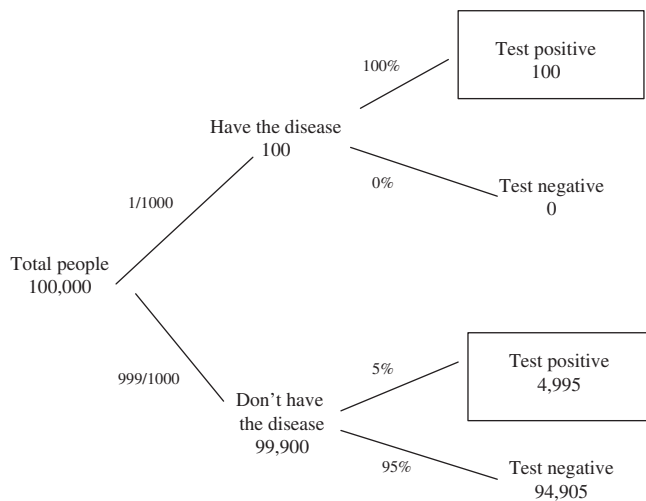 Test positive
100
100%
Have the disease
100
0%
Test negative
0
1/1000
Total people
100,000
999/1000
Don't have
the disease
99,900
5%
Test positive
4,995
95%
Test negative
94,905